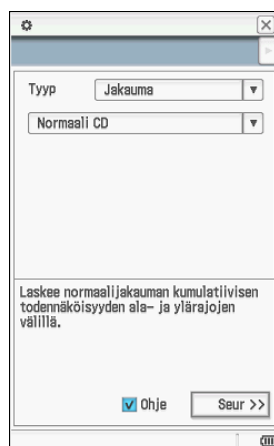 Tyyp Jakauma
Normaali CD
Laskee normaalijakauman kumulatiivisen
todennäköisyyden ala- ja ylärajojen
välillä.
Ohje Seur >>